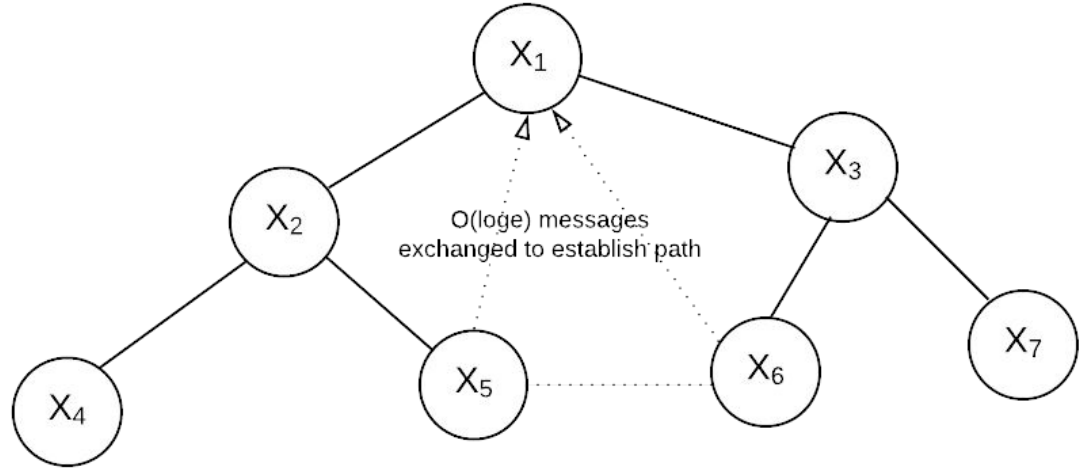 X₁
X₃
X₂
O(loge) messages
exchanged to establish path
X₄
X₅
X₆
X₇